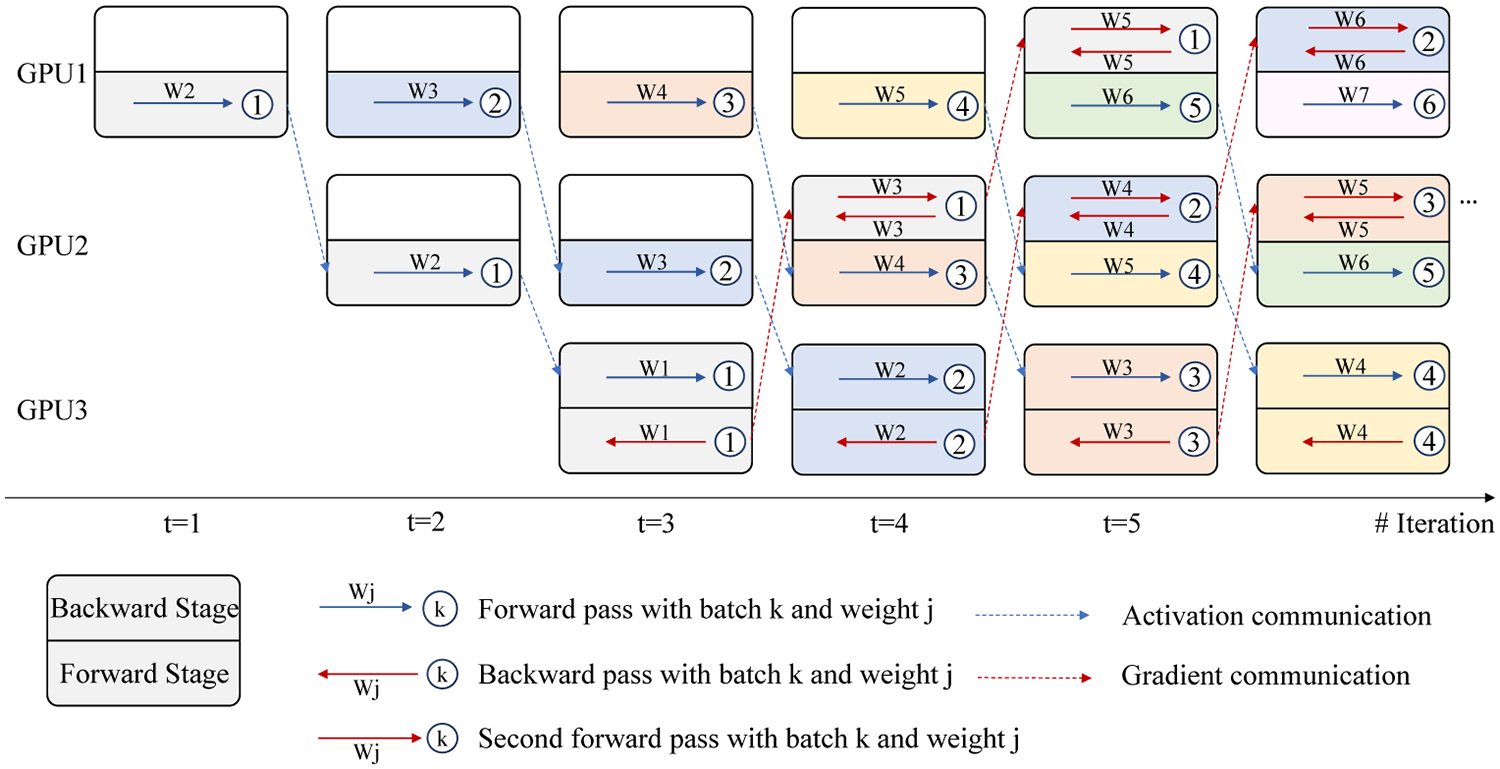 W5 ① W6 ②
W5 W6
GPU1
W2 ① W3 ② W4 ③ W5 ④ W6 ⑤ W7 ⑥
W3 ① W4 ② W5 ③ ...
W3 W4 W5
GPU2
W2 ① W3 ② W4 ③ W5 ④ W6 ⑤
W1 ① W2 ② W3 ③ W4 ④
GPU3
W1 ① W2 ② W3 ③ W4 ④
t=1 t=2 t=3 t=4 t=5 # Iteration
Backward Stage
Forward Stage
Wj k Forward pass with batch k and weight j
Activation communication
Wj k Backward pass with batch k and weight j
Gradient communication
Wj k Second forward pass with batch k and weight j